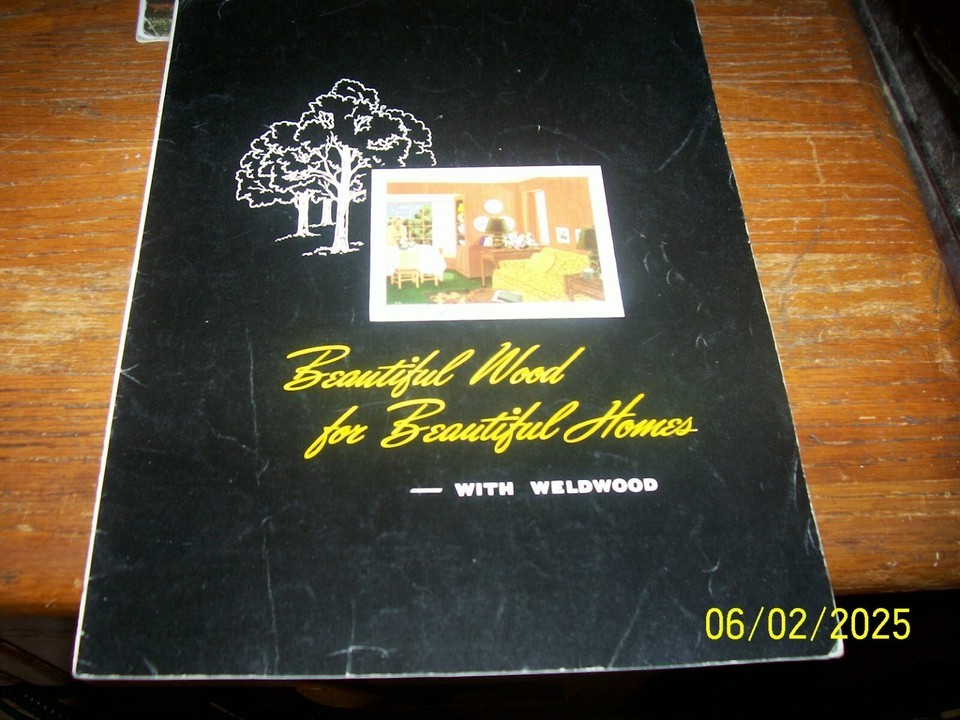 Beautiful Wood
for Beautiful Homes
— WITH WELDWOOD
06/02/2025